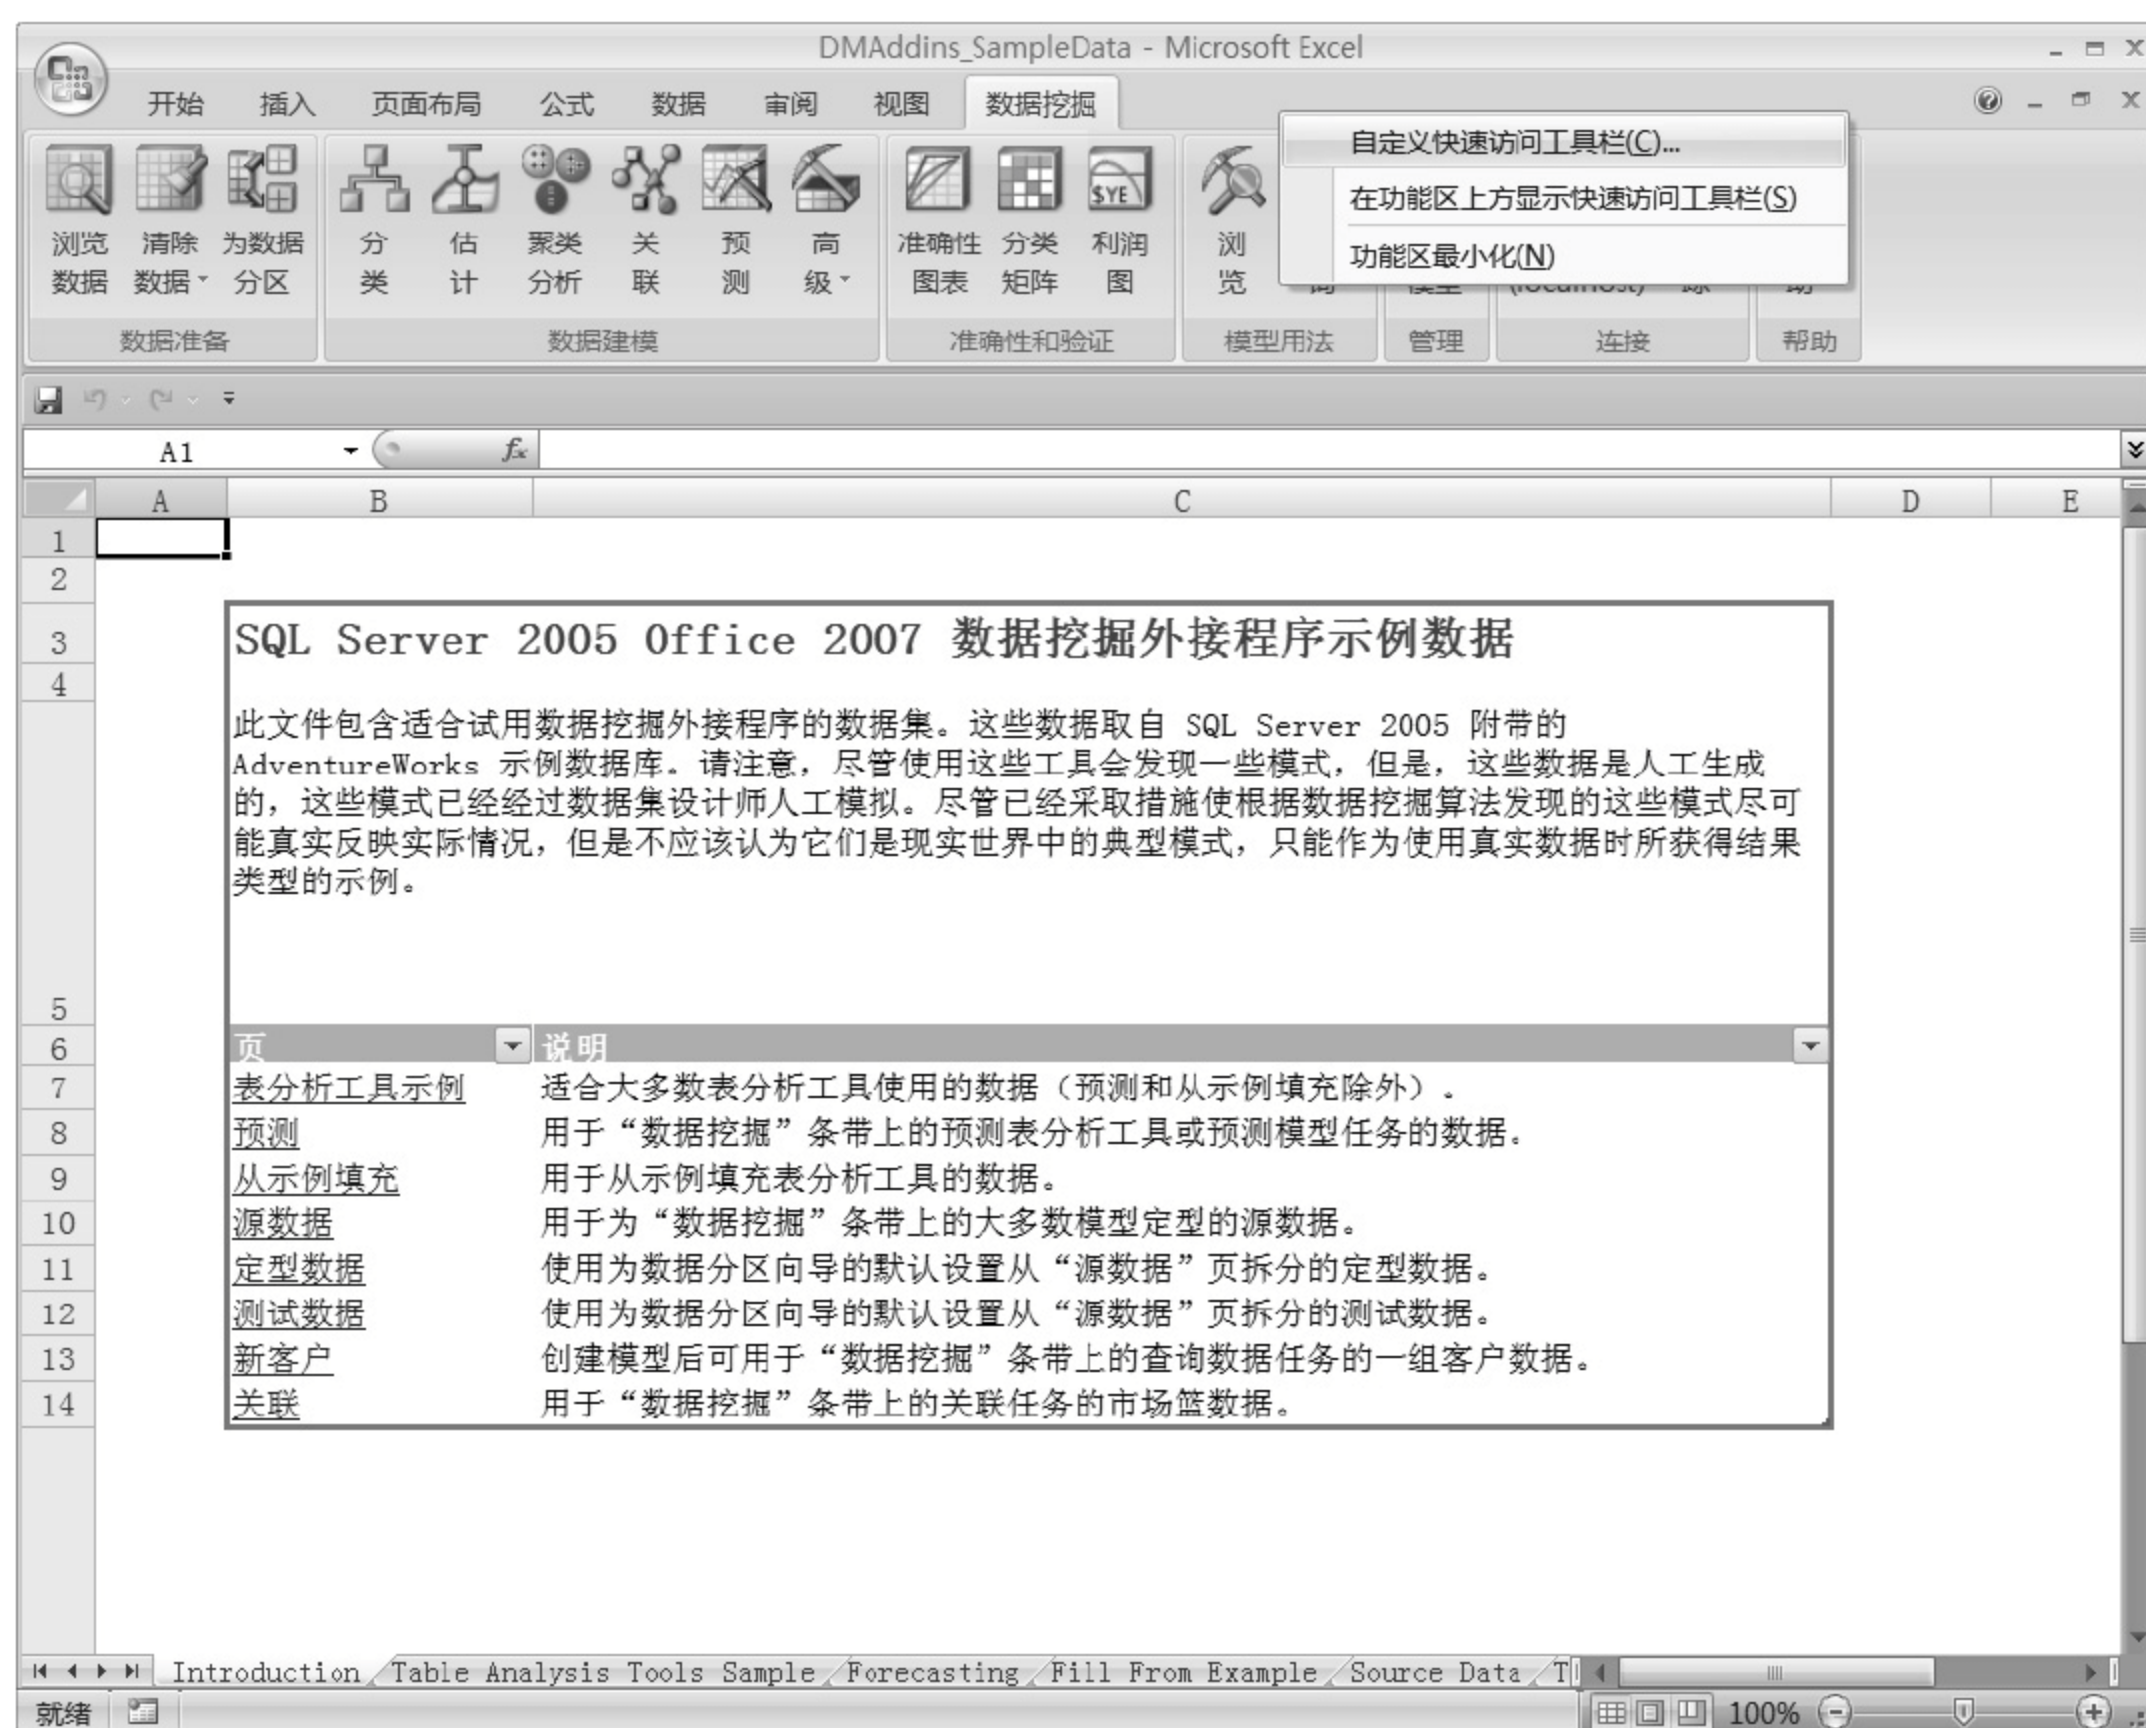 DMAddins_SampleData - Microsoft Excel
开始 插入 页面布局 公式 数据 审阅 视图 数据挖掘
自定义快速访问工具栏(C)...
在功能区上方显示快速访问工具栏(S)
功能区最小化(N)
浏览 清除 为数据 分 估 聚类 关 预 高 准确性 分类 利润 浏
数据 数据 分区 类 计 分析 联 测 级 图表 矩阵 图 览
数据准备 数据建模 准确性和验证 模型用法 管理 连接 帮助
A1 fx
A B C D E
1
2
3 SQL Server 2005 Office 2007 数据挖掘外接程序示例数据
4
此文件包含适合试用数据挖掘外接程序的数据集。这些数据取自 SQL Server 2005 附带的
AdventureWorks 示例数据库。请注意，尽管使用这些工具会发现一些模式，但是，这些数据是人工生成
的，这些模式已经经过数据集设计师人工模拟。尽管已经采取措施使根据数据挖掘算法发现的这些模式尽可
能真实反映实际情况，但是不应该认为它们是现实世界中的典型模式，只能作为使用真实数据时所获得结果
类型的示例。
5
6 页 说明
7 表分析工具示例 适合大多数表分析工具使用的数据（预测和从示例填充除外）.
8 预测 用于“数据挖掘”条带上的预测表分析工具或预测模型任务的数据。
9 从示例填充 用于从示例填充表分析工具的数据。
10 源数据 用于为“数据挖掘”条带上的大多数模型定型的源数据。
11 定型数据 使用为数据分区向导的默认设置从“源数据”页拆分的定型数据。
12 测试数据 使用为数据分区向导的默认设置从“源数据”页拆分的测试数据。
13 新客户 创建模型后可用于“数据挖掘”条带上的查询数据任务的一组客户数据。
14 关联 用于“数据挖掘”条带上的关联任务的市场篮数据。
Introduction Table Analysis Tools Sample Forecasting Fill From Example Source Data T
就绪 100%